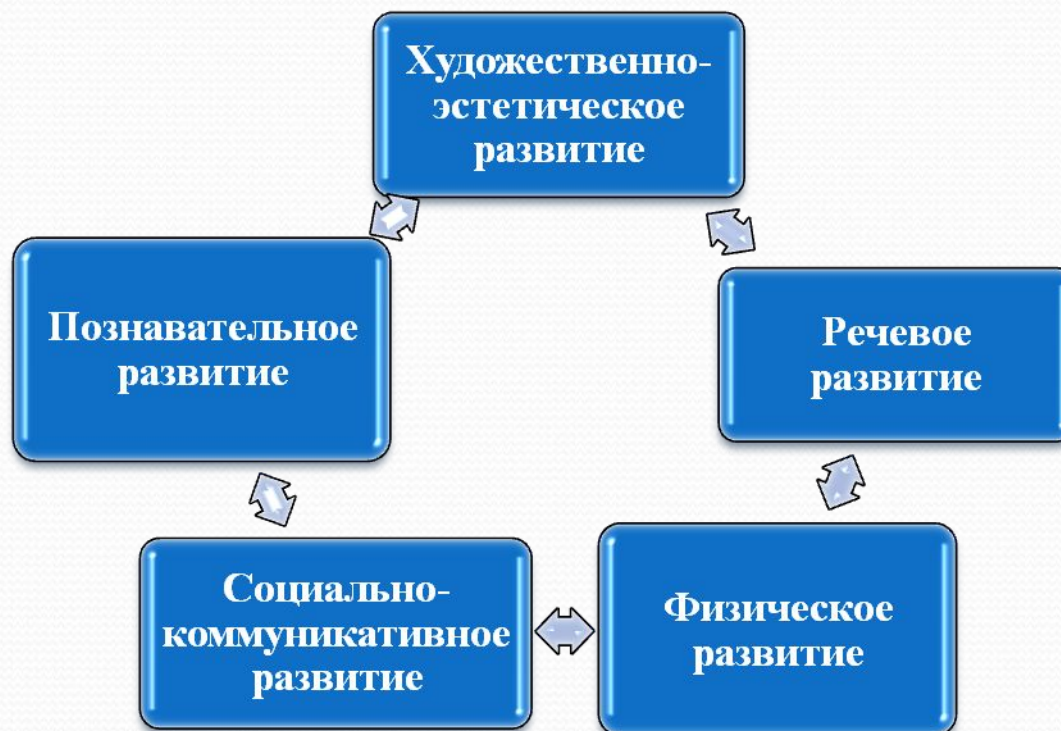 Художественно-
эстетическое
развитие
Познавательное
развитие
Речевое
развитие
Социально-
коммуникативное
развитие
Физическое
развитие